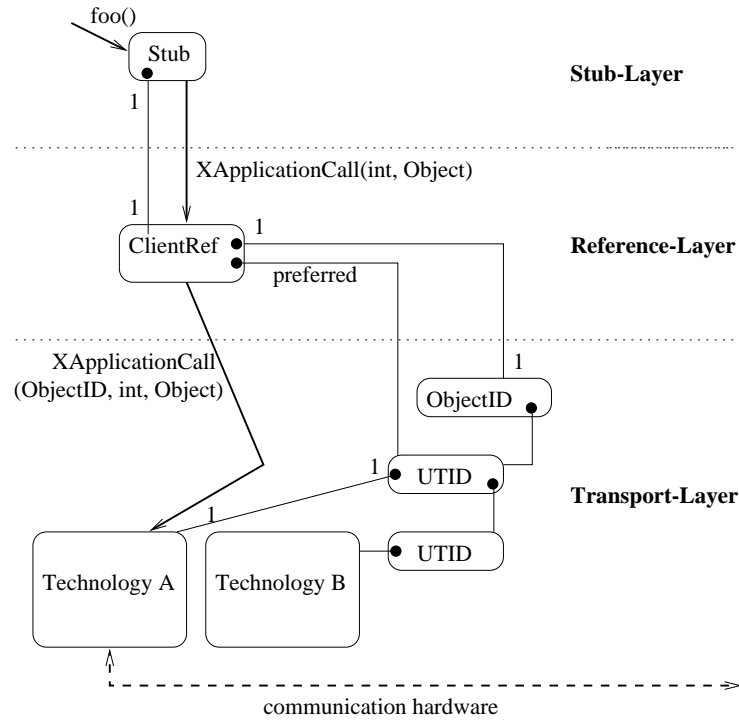 foo()
Stub
Stub-Layer
1
XApplicationCall(int, Object)
1
1
ClientRef
Reference-Layer
preferred
XApplicationCall
(ObjectID, int, Object)
1
ObjectID
1
UTID
Transport-Layer
1
Technology A
Technology B
UTID
communication hardware